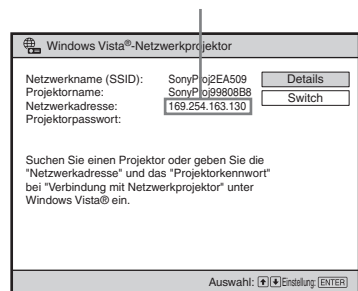 Windows Vista®-Netzwerkprojektor
Netzwerkname (SSID): SonyProj2EA509 Details
Projektorname: SonyProj99808B8 Switch
Netzwerkadresse: 169.254.163.130
Projektorpasswort:
Suchen Sie einen Projektor oder geben Sie die
"Netzwerkadresse" und das "Projektorkennwort"
bei "Verbindung mit Netzwerkprojektor" unter
Windows Vista® ein.
Auswahl: Einstellung: ENTER